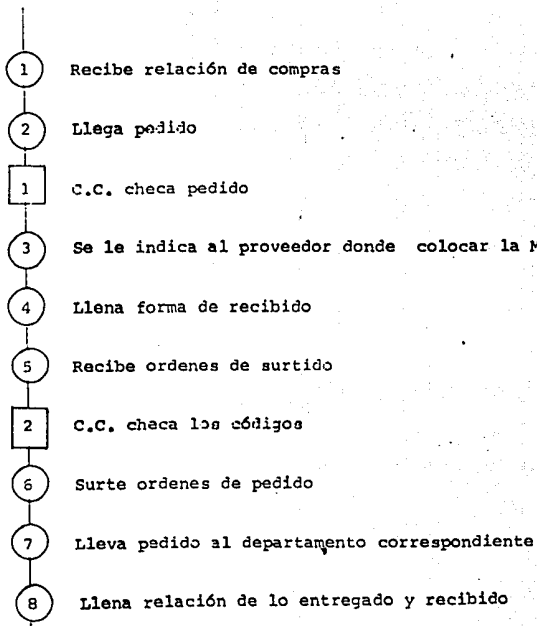 1 Recibe relación de compras
2 Llega pedido
1 C.C. checa pedido
3 Se le indica al proveedor donde colocar la M
4 Llena forma de recibido
5 Recibe ordenes de surtido
2 C.C. checa los códigos
6 Surte ordenes de pedido
7 Lleva pedido al departamento correspondiente
8 Llena relación de lo entregado y recibido